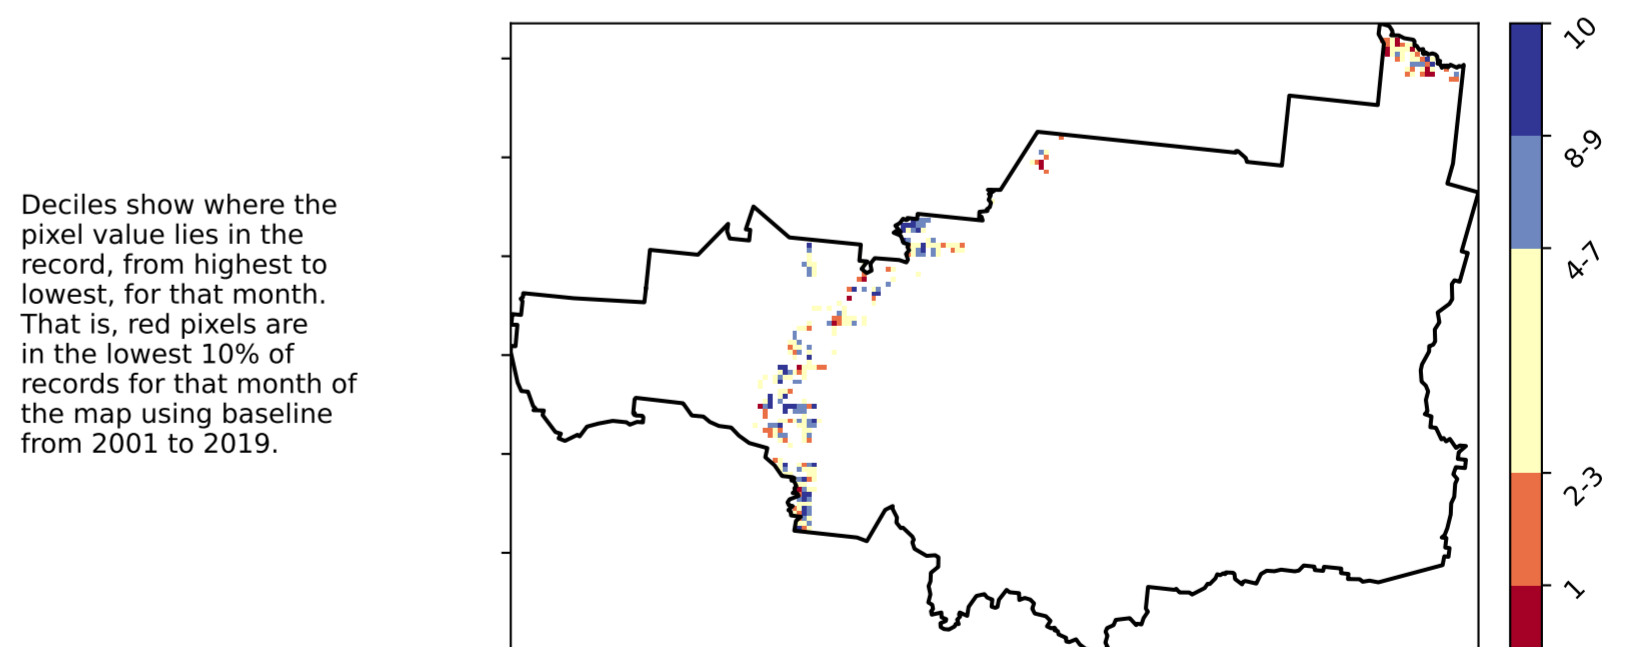 Deciles show where the
pixel value lies in the
record, from highest to
lowest, for that month.
That is, red pixels are
in the lowest 10% of
records for that month of
the map using baseline
from 2001 to 2019.
10
8-9
4-7
2-3
1